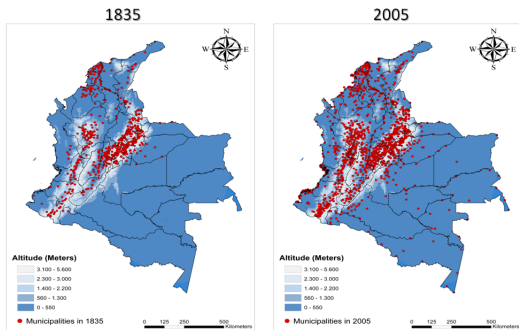 1835
2005
N
W E
S
N
W E
S
Altitude (Meters)
3.100 - 5.600
2.300 - 3.000
1.400 - 2.200
560 - 1.300
0 - 550
Municipalities in 1835
0 125 250 500
Kilometers
Altitude (Meters)
3.100 - 5.600
2.300 - 3.000
1.400 - 2.200
560 - 1.300
0 - 550
Municipalities in 2005
0 125 250 500
Kilometers